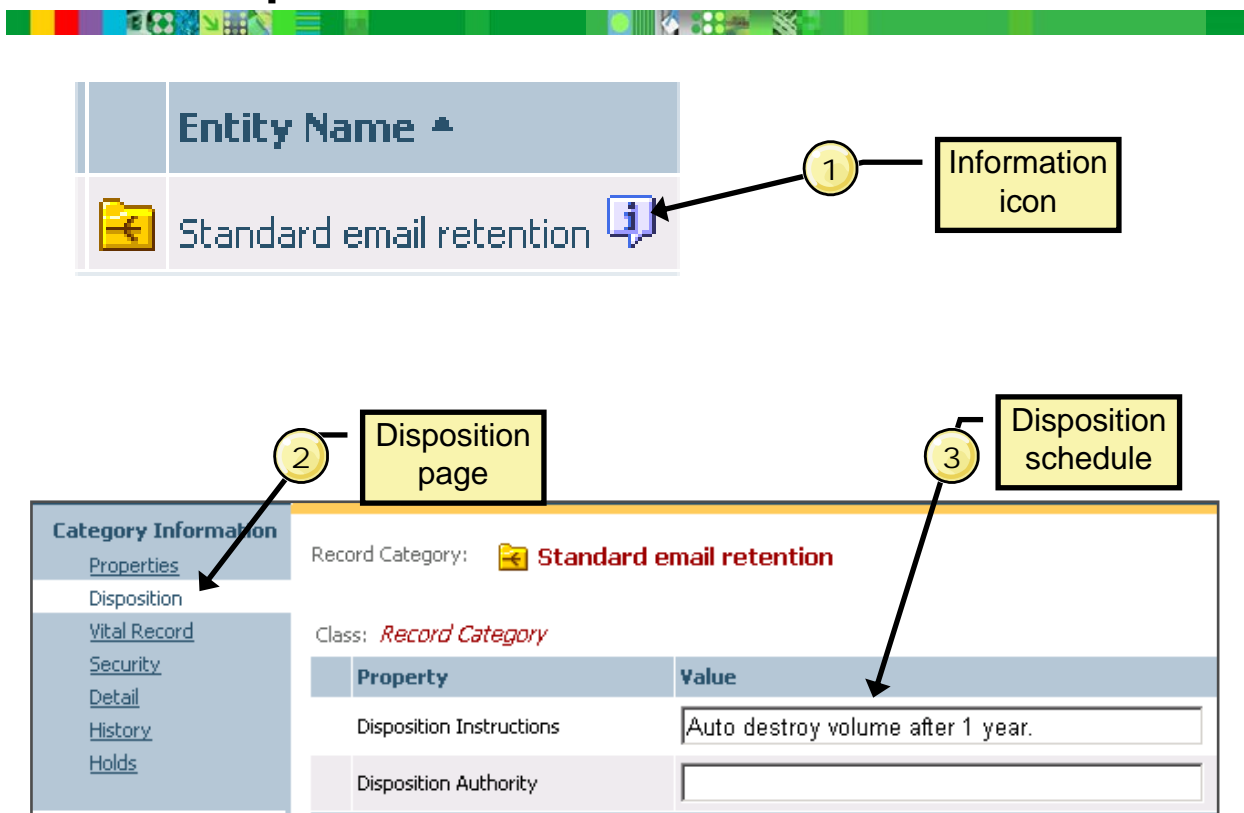 Entity Name
Standard email retention
1
Information
icon
2
Disposition
page
3
Disposition
schedule
Category Information
Properties
Disposition
Vital Record
Security
Detail
History
Holds
Record Category: Standard email retention
Class: Record Category
Property Value
Disposition Instructions Auto destroy volume after 1 year.
Disposition Authority